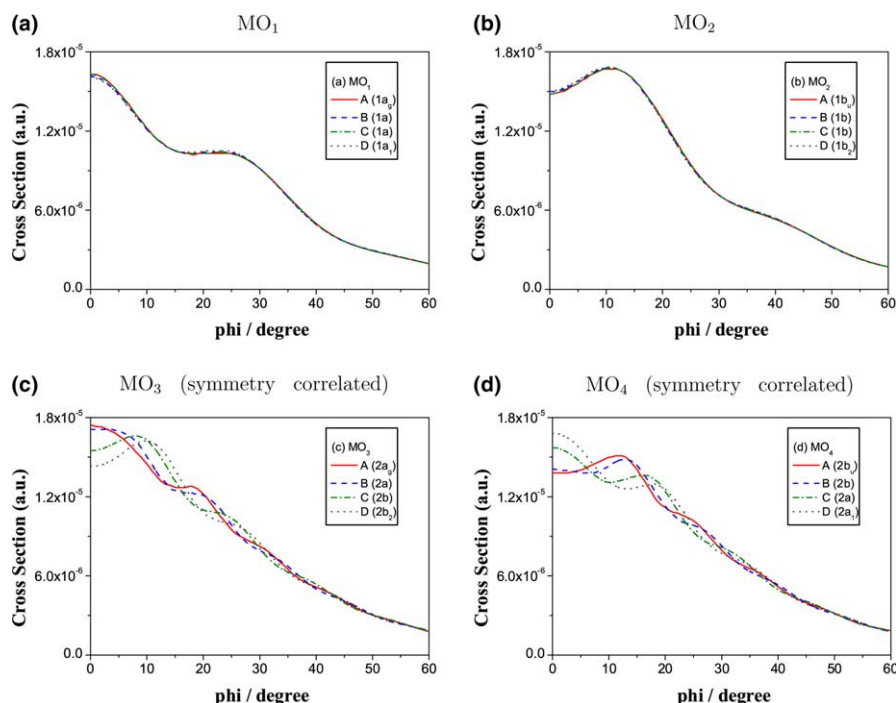 (a) MO₁
1.8x10⁻⁵
1.2x10⁻⁵
6.0x10⁻⁶
0.0
Cross Section (a.u.)
(a) MO₁
A (1a_g)
B (1a)
C (1a)
D (1a₁)
0 10 20 30 40 50 60
phi / degree
(b) MO₂
1.8x10⁻⁵
1.2x10⁻⁵
6.0x10⁻⁶
0.0
Cross Section (a.u.)
(b) MO₂
A (1b_u)
B (1b)
C (1b)
D (1b₂)
0 10 20 30 40 50 60
phi / degree
(c) MO₃ (symmetry correlated)
1.8x10⁻⁵
1.2x10⁻⁵
6.0x10⁻⁶
0.0
Cross Section (a.u.)
(c) MO₃
A (2a_g)
B (2a)
C (2b)
D (2b₂)
0 10 20 30 40 50 60
phi / degree
(d) MO₄ (symmetry correlated)
1.8x10⁻⁵
1.2x10⁻⁵
6.0x10⁻⁶
0.0
Cross Section (a.u.)
(d) MO₄
B (2b)
C (2a)
D (2a₁)
0 10 20 30 40 50 60
phi / degree